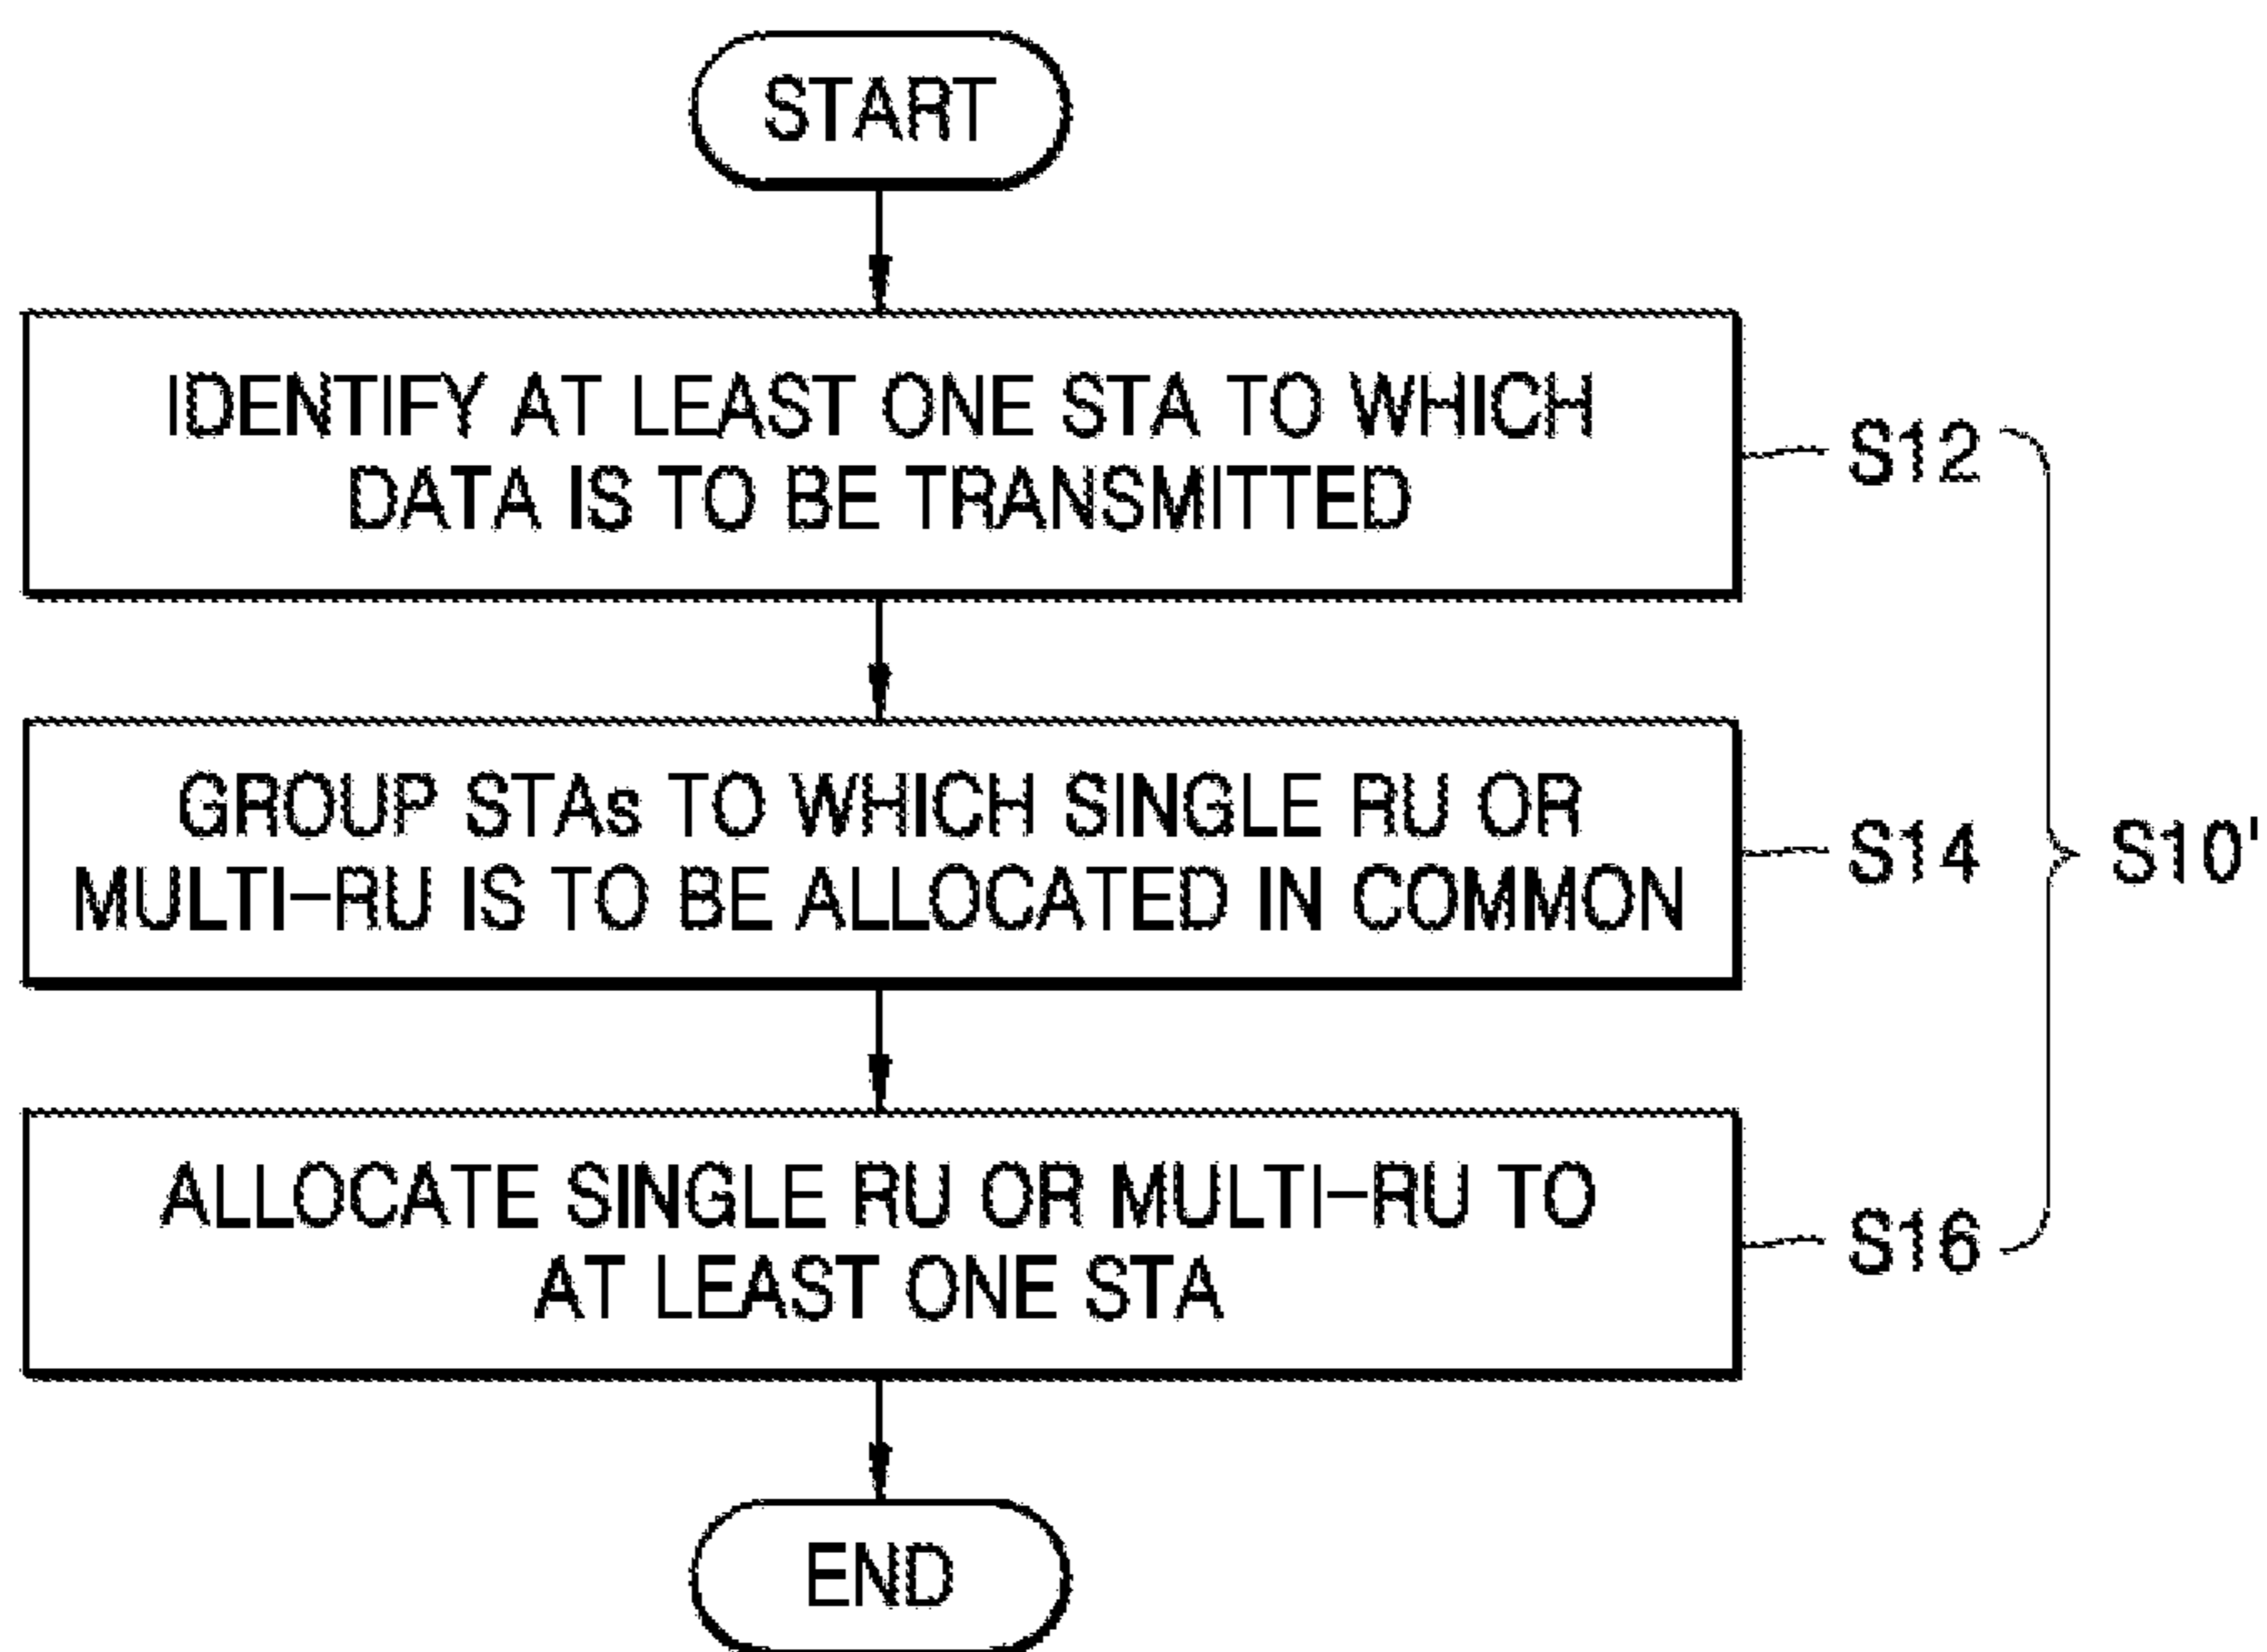 START
IDENTIFY AT LEAST ONE STA TO WHICH
DATA IS TO BE TRANSMITTED
S12
GROUP STAs TO WHICH SINGLE RU OR
MULTI-RU IS TO BE ALLOCATED IN COMMON
S14
S10'
ALLOCATE SINGLE RU OR MULTI-RU TO
AT LEAST ONE STA
S16
END